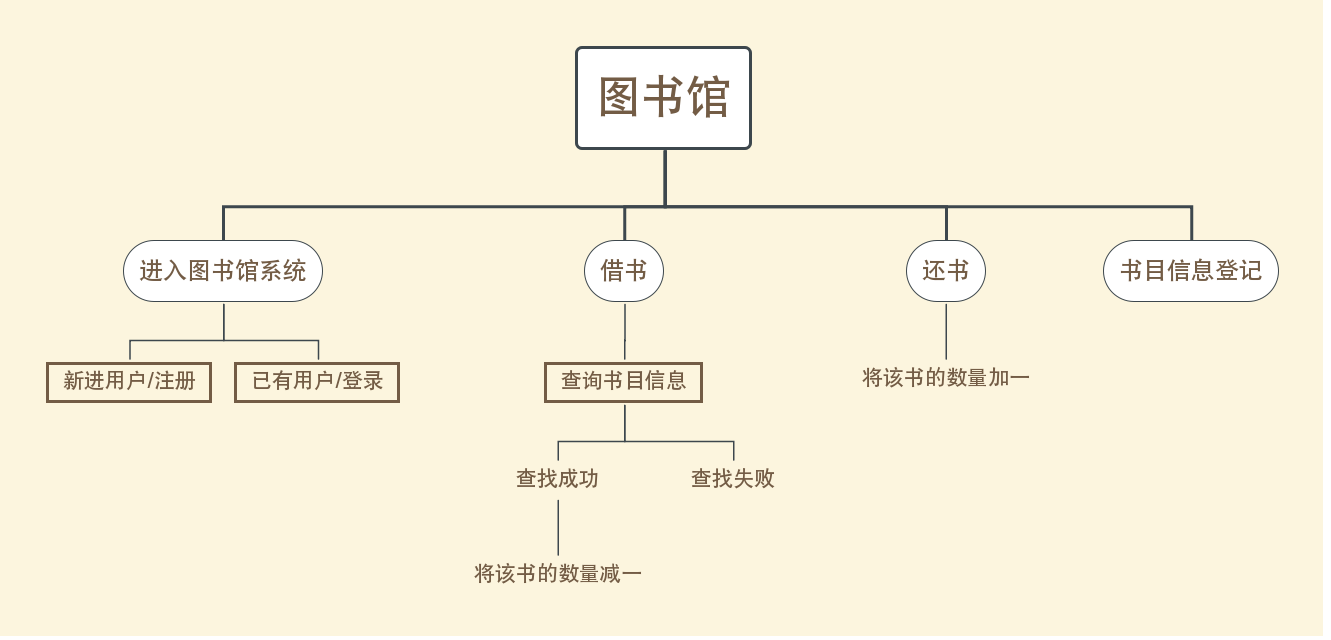 图书馆
进入图书馆系统
借书
还书
书目信息登记
新进用户/注册
已有用户/登录
查询书目信息
将该书的数量加一
查找成功
查找失败
将该书的数量减一